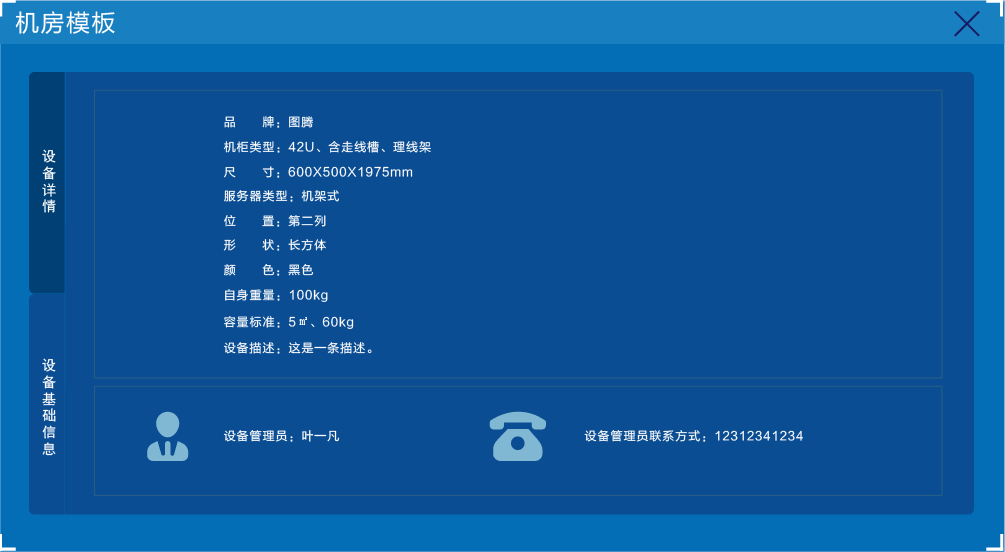 机房模板
设备详情
设备基础信息
品　　牌：图腾
机柜类型：42U、含走线槽、理线架
尺　　寸：600X500X1975mm
服务器类型：机架式
位　　置：第二列
形　　状：长方体
颜　　色：黑色
自身重量：100kg
容量标准：5㎡、60kg
设备描述：这是一条描述。
设备管理员：叶一凡
设备管理员联系方式：12312341234